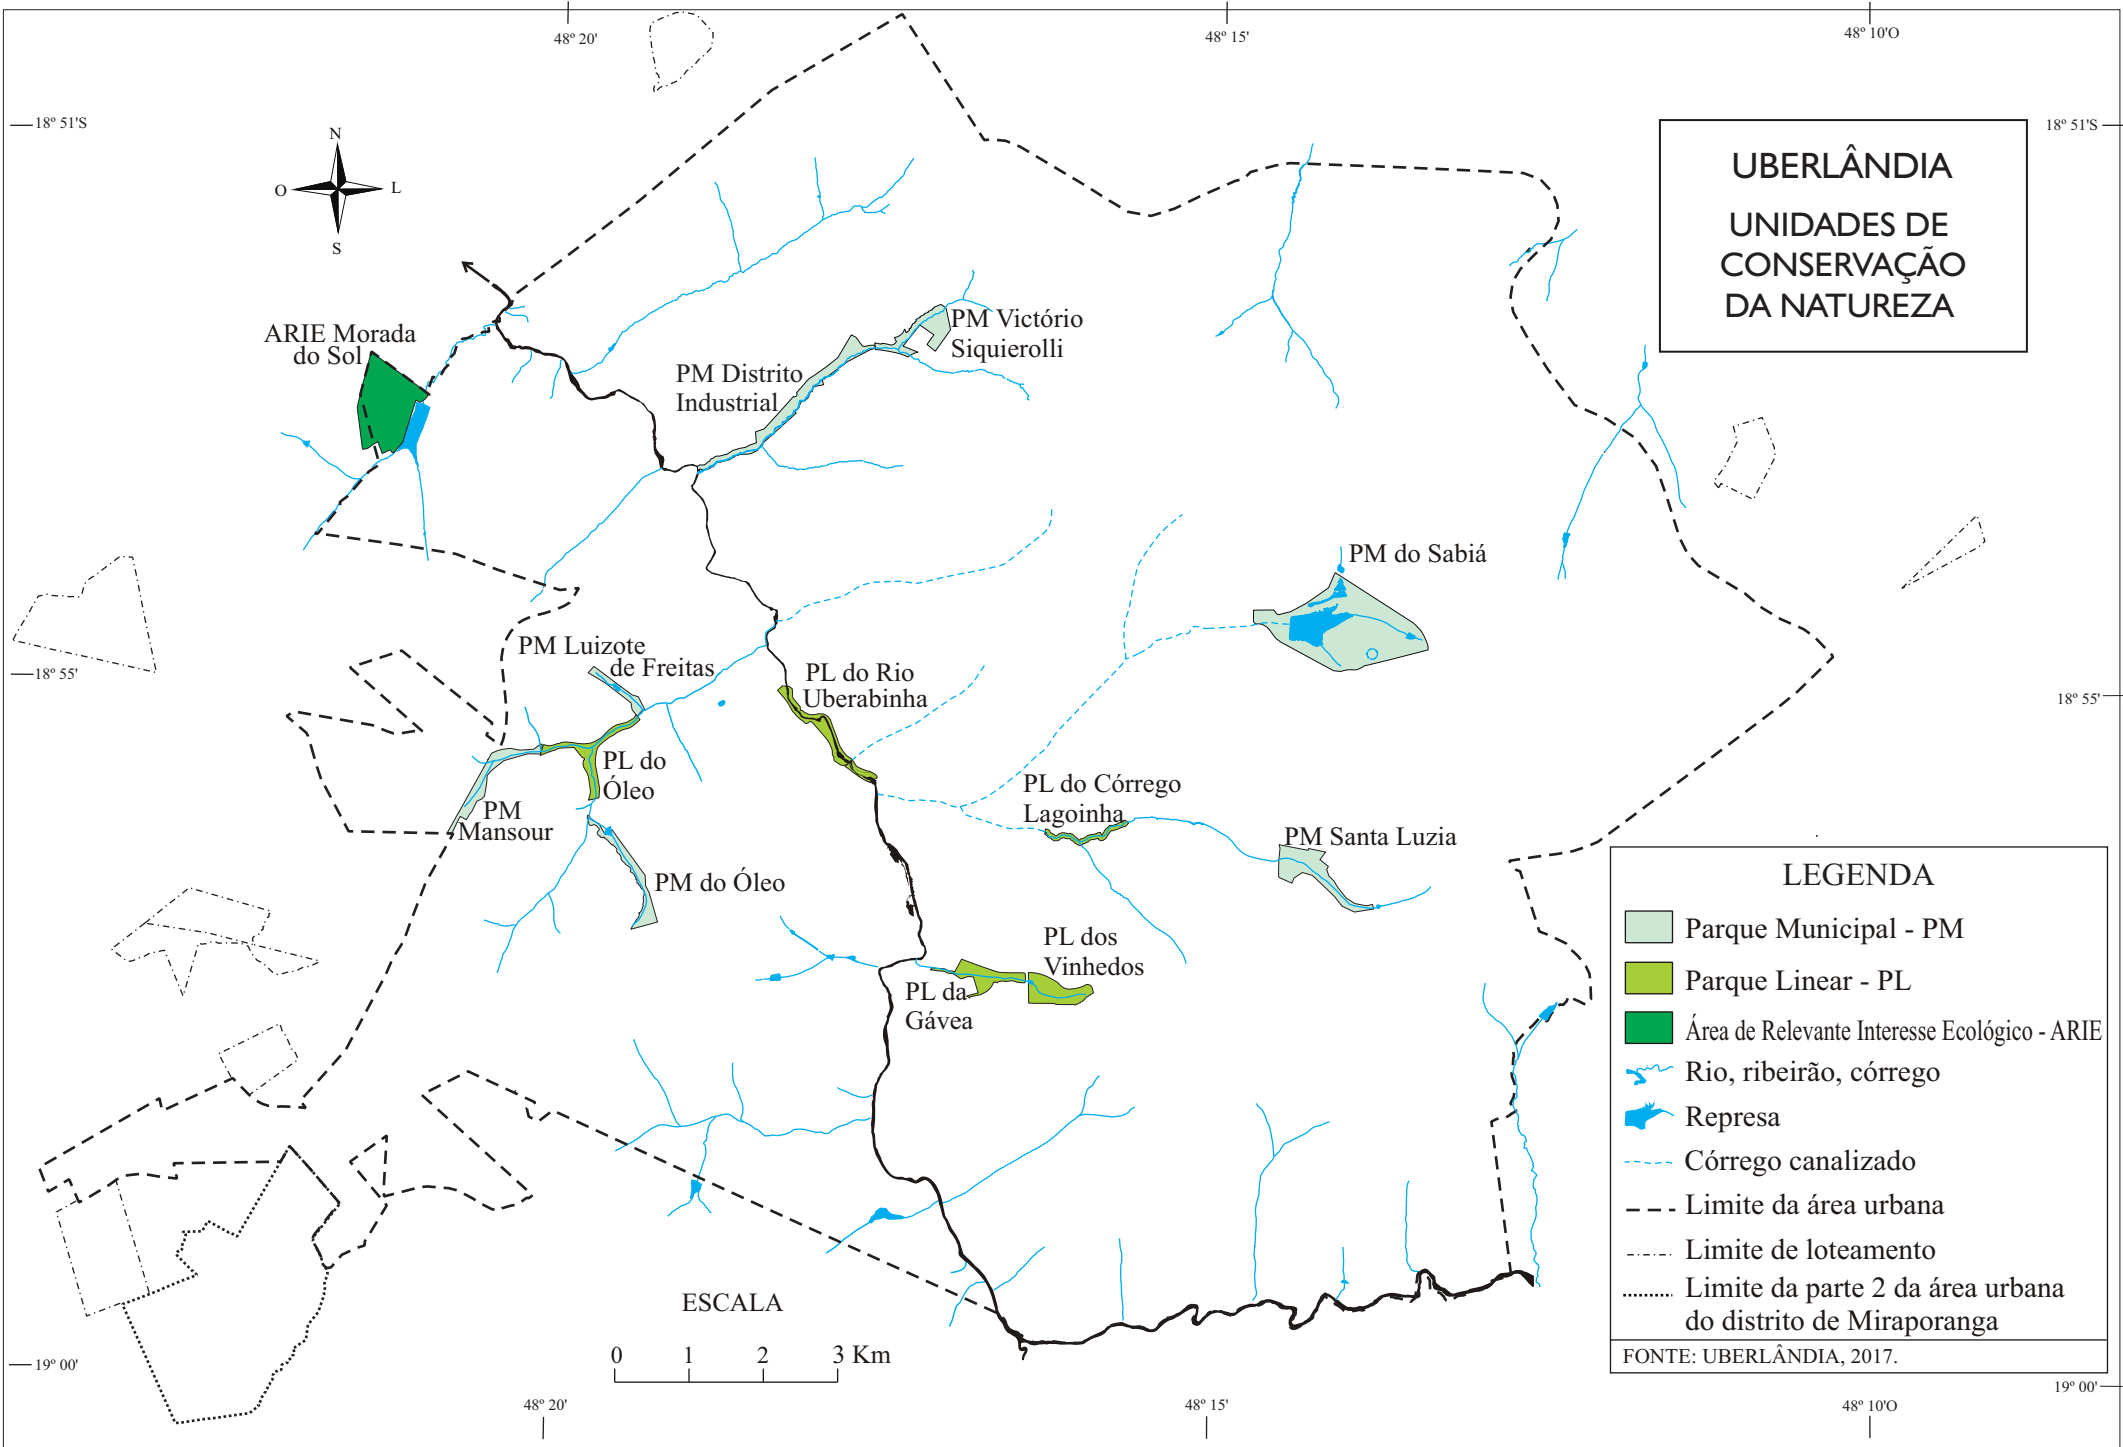 48º 20'
48º 15'
48º 10'O
18º 51'S
18º 51'S
N
O
L
S
UBERLÂNDIA
UNIDADES DE
CONSERVAÇÃO
DA NATUREZA
ARIE Morada
do Sol
PM Victório
Siquierolli
PM Distrito
Industrial
PM do Sabiá
PM Luizote
de Freitas
18º 55'
PL do Rio
Uberabinha
18º 55'
PL do
Óleo
PM
Mansour
PL do Córrego
Lagoinha
PM Santa Luzia
PM do Óleo
PL dos
Vinhedos
PL da
Gávea
LEGENDA
Parque Municipal - PM
Parque Linear - PL
Área de Relevante Interesse Ecológico - ARIE
Rio, ribeirão, córrego
Represa
Córrego canalizado
Limite da área urbana
Limite de loteamento
Limite da parte 2 da área urbana
do distrito de Miraporanga
FONTE: UBERLÂNDIA, 2017.
ESCALA
0 1 2 3 Km
19º 00'
19º 00'
48º 20'
48º 15'
48º 10'O